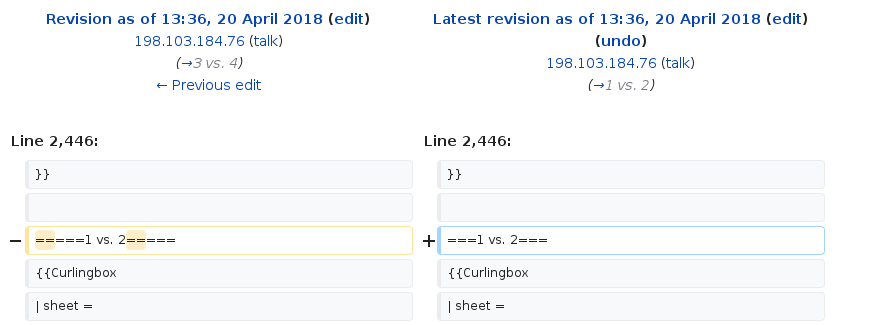 Revision as of 13:36, 20 April 2018 (edit)
198.103.184.76 (talk)
(→3 vs. 4)
← Previous edit
Latest revision as of 13:36, 20 April 2018 (edit)
(undo)
198.103.184.76 (talk)
(→1 vs. 2)
Line 2,446:
Line 2,446:
}}
}}
− =====1 vs. 2=====
+ ===1 vs. 2===
{{Curlingbox
{{Curlingbox
| sheet =
| sheet =